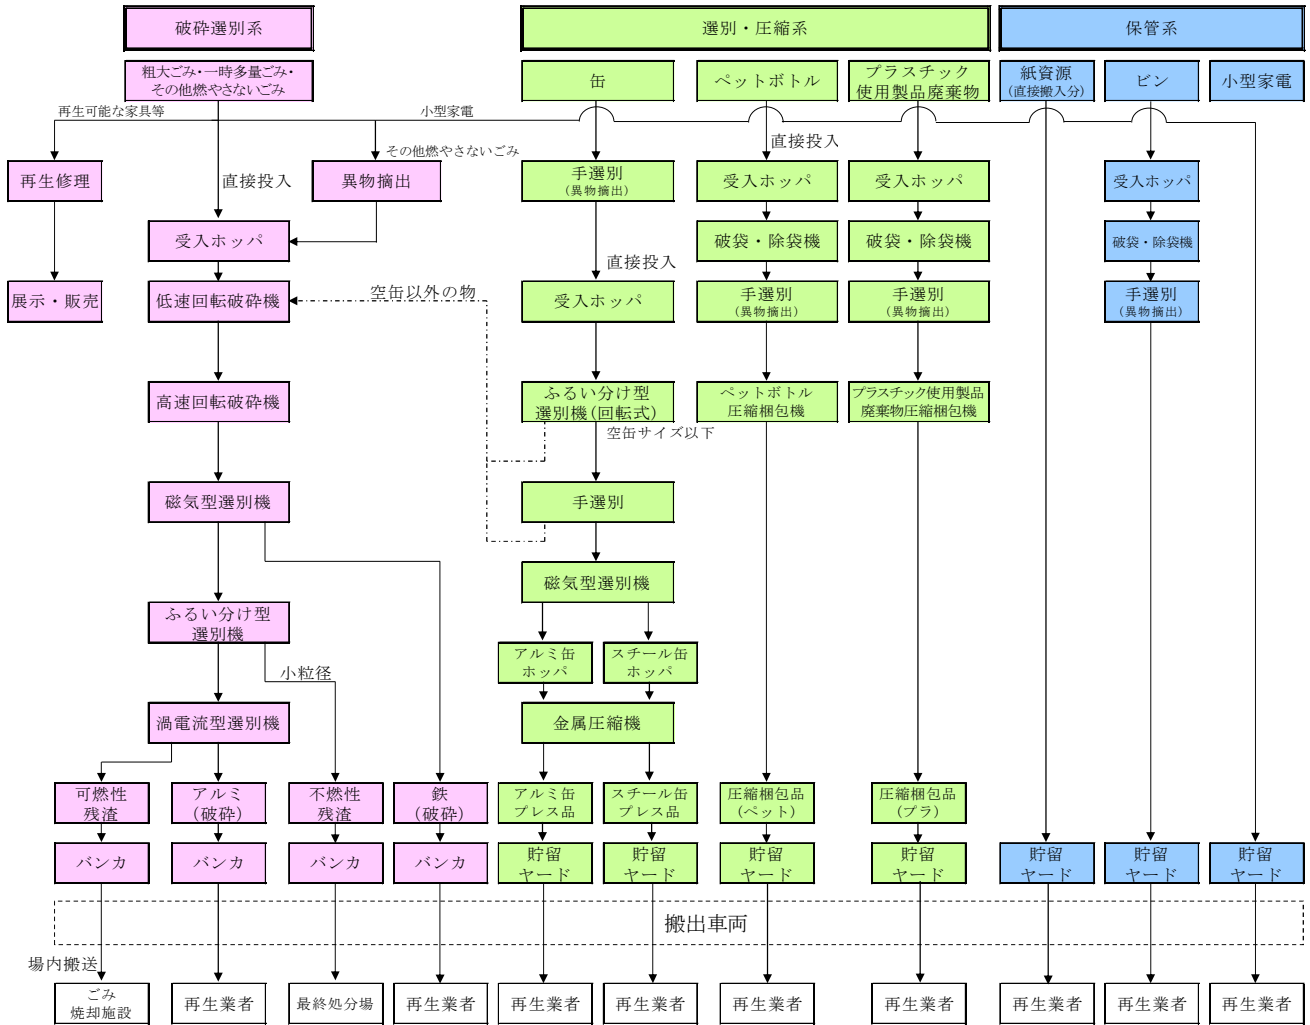 破砕選別系
選別・圧縮系
保管系
粗大ごみ・一時多量ごみ・
その他燃やさないごみ
缶
ペットボトル
プラスチック
使用製品廃棄物
紙資源
(直接搬入分)
ビン
小型家電
再生可能な家具等
小型家電
その他燃やさないごみ
直接投入
再生修理
直接投入
異物摘出
手選別
(異物摘出)
受入ホッパ
受入ホッパ
受入ホッパ
受入ホッパ
破袋・除袋機
破袋・除袋機
破袋・除袋機
直接投入
展示・販売
低速回転破砕機
空缶以外の物
受入ホッパ
手選別
(異物摘出)
手選別
(異物摘出)
手選別
(異物摘出)
高速回転破砕機
ふるい分け型
選別機(回転式)
ペットボトル
圧縮梱包機
プラスチック使用製品
廃棄物圧縮梱包機
空缶サイズ以下
磁気型選別機
手選別
磁気型選別機
ふるい分け型
選別機
小粒径
アルミ缶
ホッパ
スチール缶
ホッパ
渦電流型選別機
金属圧縮機
可燃性
残渣
アルミ
(破砕)
不燃性
残渣
鉄
(破砕)
アルミ缶
プレス品
スチール缶
プレス品
圧縮梱包品
(ペット)
圧縮梱包品
(プラ)
バンカ
バンカ
バンカ
バンカ
貯留
ヤード
貯留
ヤード
貯留
ヤード
貯留
ヤード
貯留
ヤード
貯留
ヤード
貯留
ヤード
搬出車両
場内搬送
ごみ
焼却施設
再生業者
最終処分場
再生業者
再生業者
再生業者
再生業者
再生業者
再生業者
再生業者
再生業者